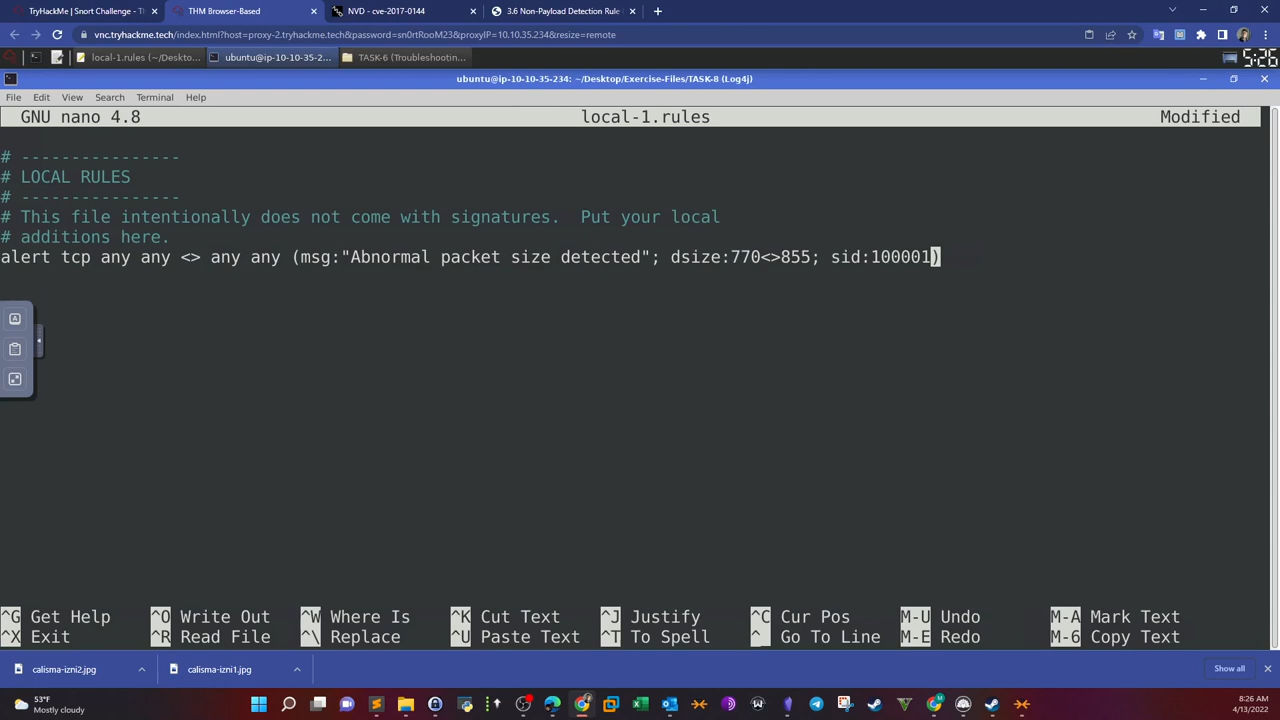 TryHackMe | Snort Challenge - Th
THM Browser-Based
NVD - cve-2017-0144
3.6 Non-Payload Detection Rule
vnc.tryhackme.tech/index.html?host=proxy-2.tryhackme.tech&password=sn0rtRooM23&proxyIP=10.10.35.234&resize=remote
local-1.rules (~/Deskto...
ubuntu@ip-10-10-35-2...
TASK-6 (Troubleshootin...
5:26
ubuntu@ip-10-10-35-234: ~/Desktop/Exercise-Files/TASK-8 (Log4j)
File Edit View Search Terminal Help
GNU nano 4.8 local-1.rules Modified
# ----------------
# LOCAL RULES
# ----------------
# This file intentionally does not come with signatures.  Put your local
# additions here.
alert tcp any any <> any any (msg:"Abnormal packet size detected"; dsize:770<>855; sid:100001)
^G Get Help ^O Write Out ^W Where Is ^K Cut Text ^J Justify ^C Cur Pos M-U Undo M-A Mark Text
^X Exit ^R Read File ^\ Replace ^U Paste Text ^T To Spell ^_ Go To Line M-E Redo M-6 Copy Text
calisma-izni2.jpg
calisma-izni1.jpg
Show all
53°F
Mostly cloudy
8:26 AM
4/13/2022